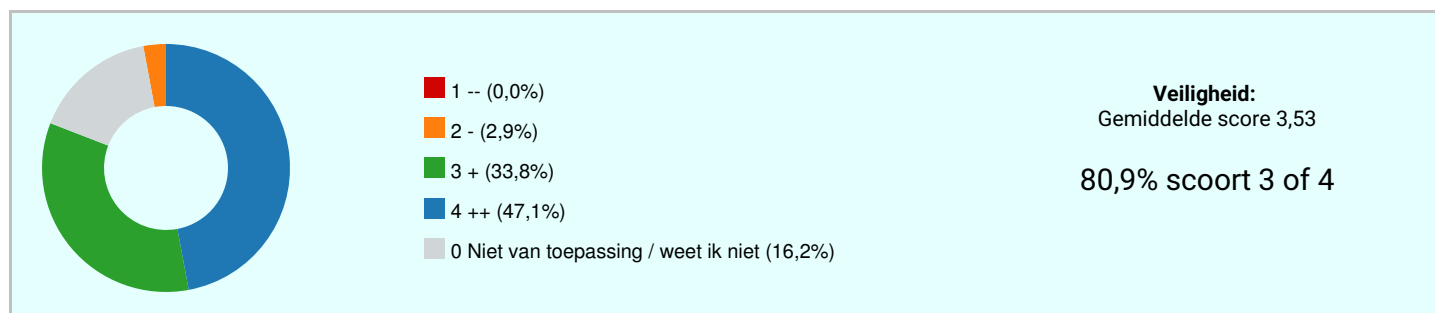 1 -- (0,0%)
2 - (2,9%)
3 + (33,8%)
4 ++ (47,1%)
0 Niet van toepassing / weet ik niet (16,2%)
Veiligheid:
Gemiddelde score 3,53
80,9% scoort 3 of 4